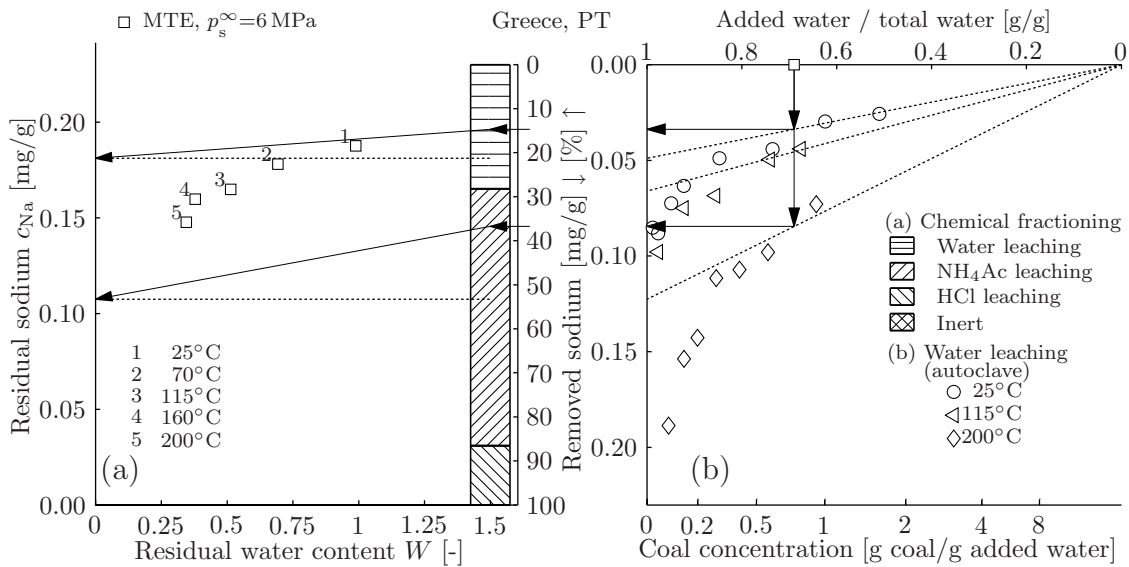 MTE, p_s^∞=6 MPa
Greece, PT
Added water / total water [g/g]
1 0.8 0.6 0.4 0.2 0
Residual sodium c_Na [mg/g]
0.20
0.15
0.10
0.05
0.00
1
2
3
4
5
1 25°C
2 70°C
3 115°C
4 160°C
5 200°C
(a)
0 0.25 0.5 0.75 1 1.25 1.5
Residual water content W [-]
0
10
20
30
40
50
60
70
80
90
100
Removed sodium [mg/g] ↓ [%] ↑
0.00
0.05
0.10
0.15
0.20
(a) Chemical fractioning
Water leaching
NH₄Ac leaching
HCl leaching
Inert
(b) Water leaching
(autoclave)
25°C
115°C
200°C
(b)
0 0.2 0.5 1 2 4 8
Coal concentration [g coal/g added water]